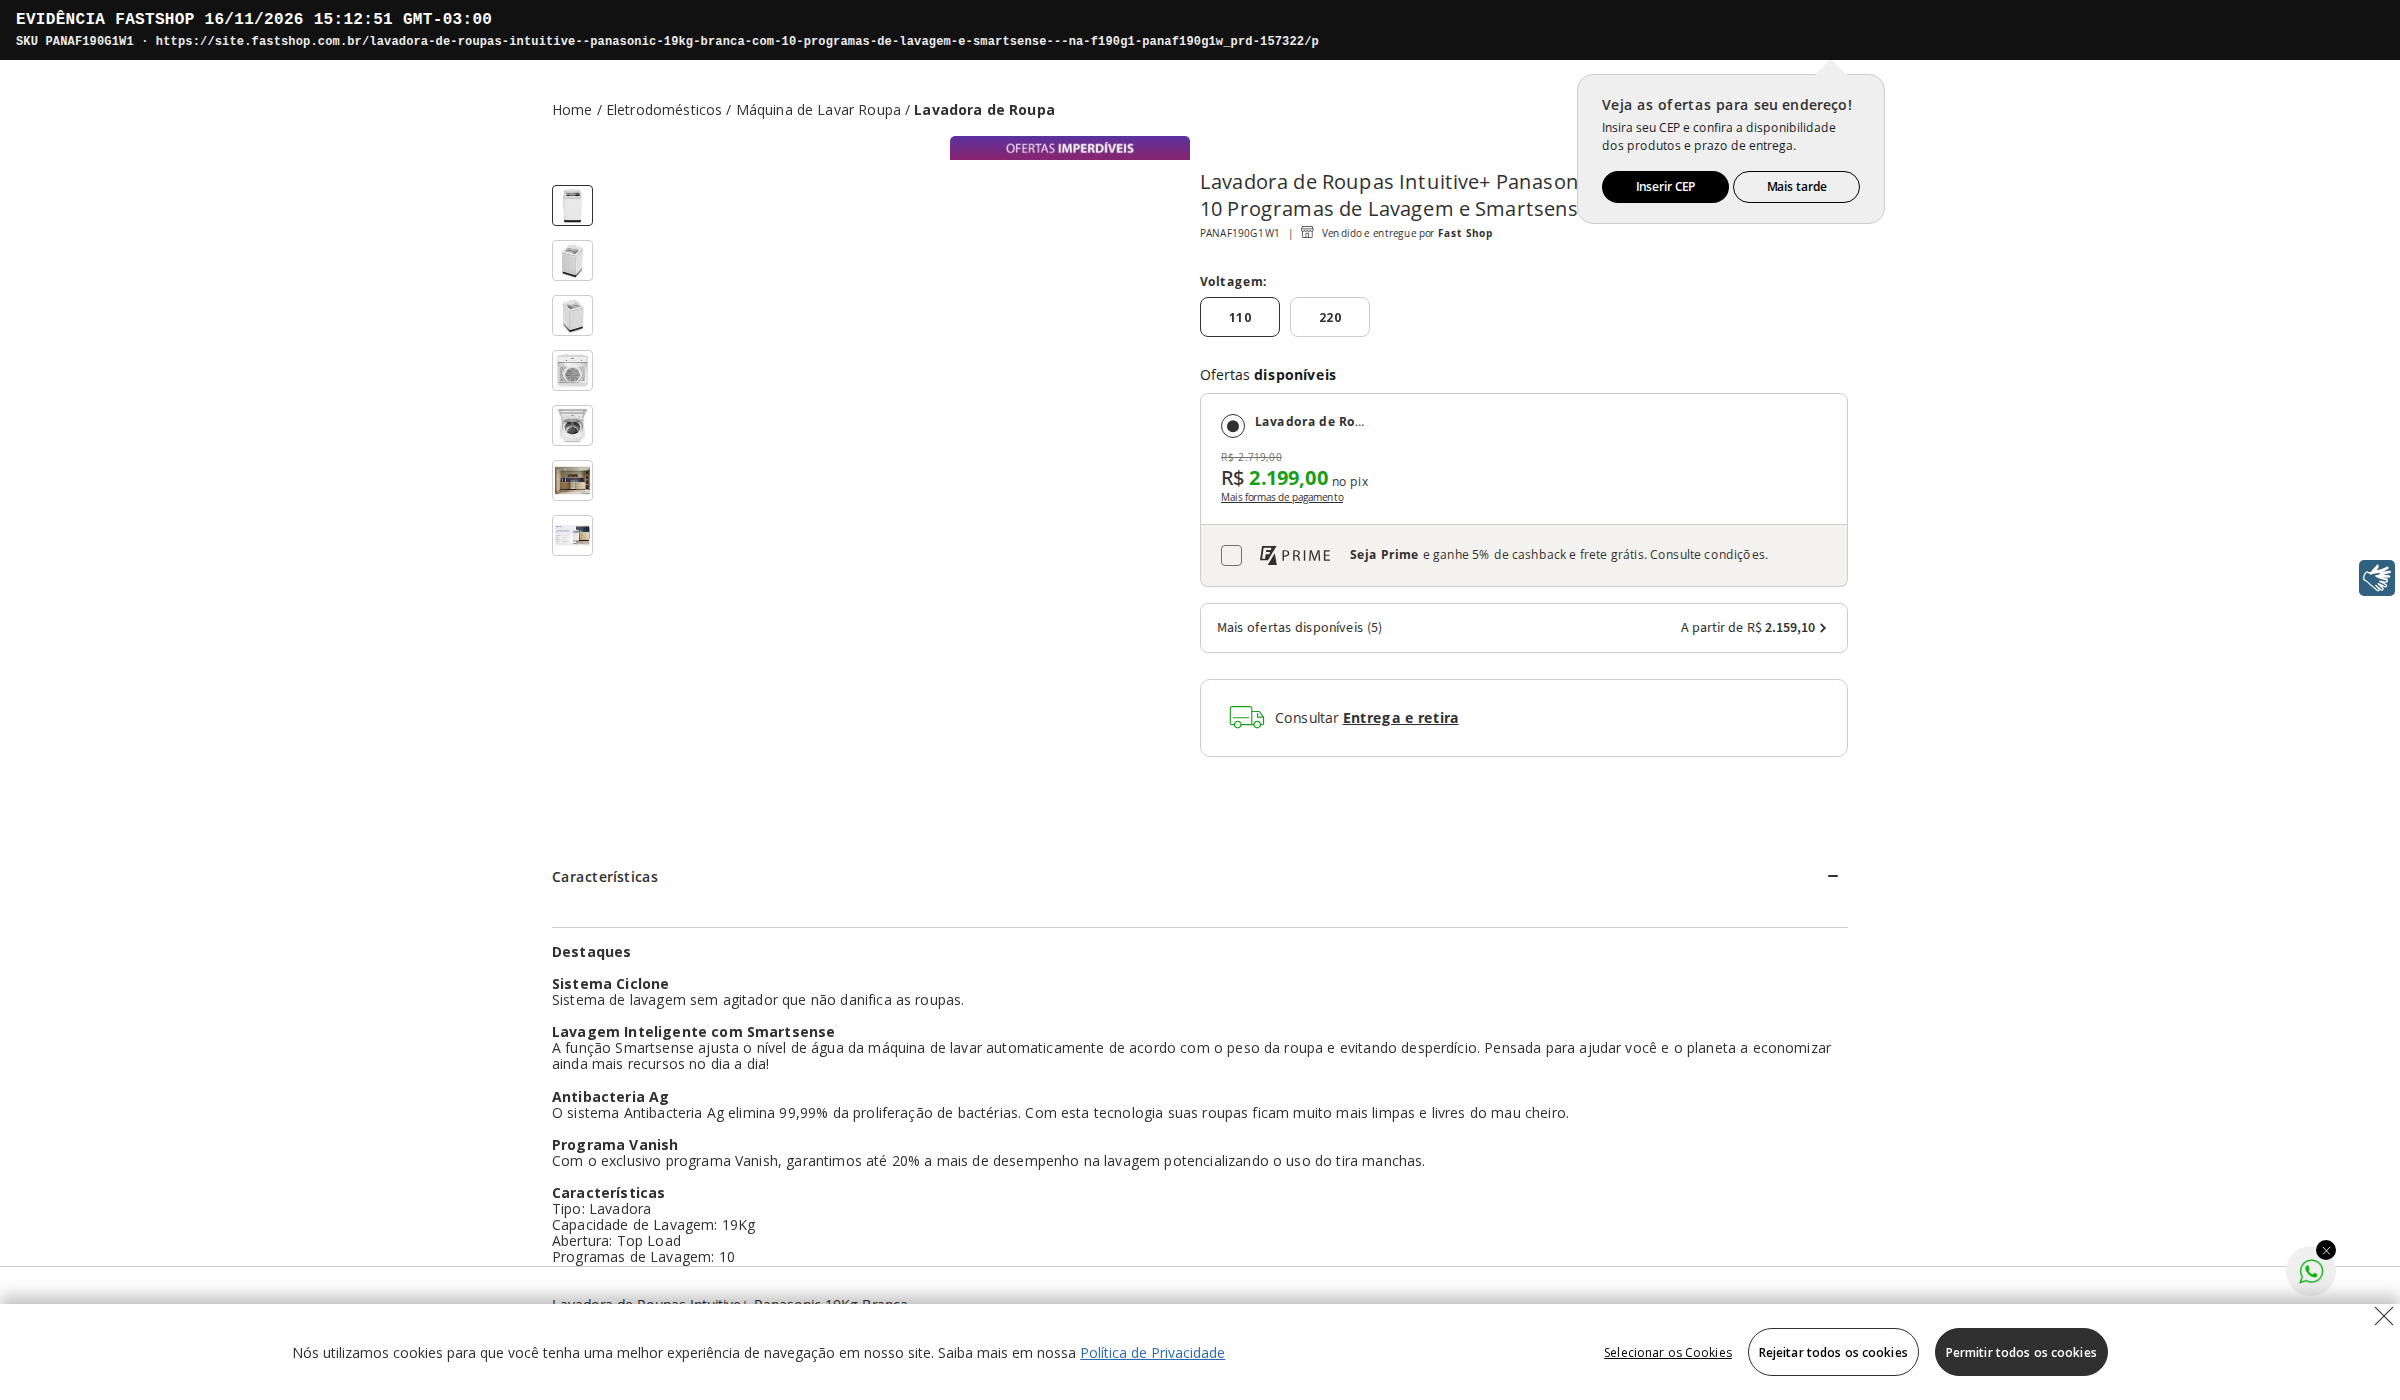 EVIDÊNCIA FASTSHOP 16/11/2026 15:12:51 GMT-03:00
SKU PANAF190G1W1 · https://site.fastshop.com.br/lavadora-de-roupas-intuitive--panasonic-19kg-branca-com-10-programas-de-lavagem-e-smartsense---na-f190g1-panaf190g1w_prd-157322/p
Home / Eletrodomésticos / Máquina de Lavar Roupa / Lavadora de Roupa
Veja as ofertas para seu endereço!
Insira seu CEP e confira a disponibilidade
dos produtos e prazo de entrega.
Inserir CEP
Mais tarde
OFERTAS IMPERDÍVEIS
Lavadora de Roupas Intuitive+ Panason
10 Programas de Lavagem e Smartsens
PANAF190G1W1 | Vendido e entregue por Fast Shop
Voltagem:
110
220
Ofertas disponíveis
Lavadora de Ro...
R$ 2.719,00
R$ 2.199,00 no pix
Mais formas de pagamento
PRIME
Seja Prime e ganhe 5% de cashback e frete grátis. Consulte condições.
Mais ofertas disponíveis (5)
A partir de R$ 2.159,10
Consultar Entrega e retira
Características
Destaques
Sistema Ciclone
Sistema de lavagem sem agitador que não danifica as roupas.
Lavagem Inteligente com Smartsense
A função Smartsense ajusta o nível de água da máquina de lavar automaticamente de acordo com o peso da roupa e evitando desperdício. Pensada para ajudar você e o planeta a economizar
ainda mais recursos no dia a dia!
Antibacteria Ag
O sistema Antibacteria Ag elimina 99,99% da proliferação de bactérias. Com esta tecnologia suas roupas ficam muito mais limpas e livres do mau cheiro.
Programa Vanish
Com o exclusivo programa Vanish, garantimos até 20% a mais de desempenho na lavagem potencializando o uso do tira manchas.
Características
Tipo: Lavadora
Capacidade de Lavagem: 19Kg
Abertura: Top Load
Programas de Lavagem: 10
Lavadora de Roupas Intuitive+ Panasonic 19Kg Branca
Nós utilizamos cookies para que você tenha uma melhor experiência de navegação em nosso site. Saiba mais em nossa Política de Privacidade
Selecionar os Cookies
Rejeitar todos os cookies
Permitir todos os cookies